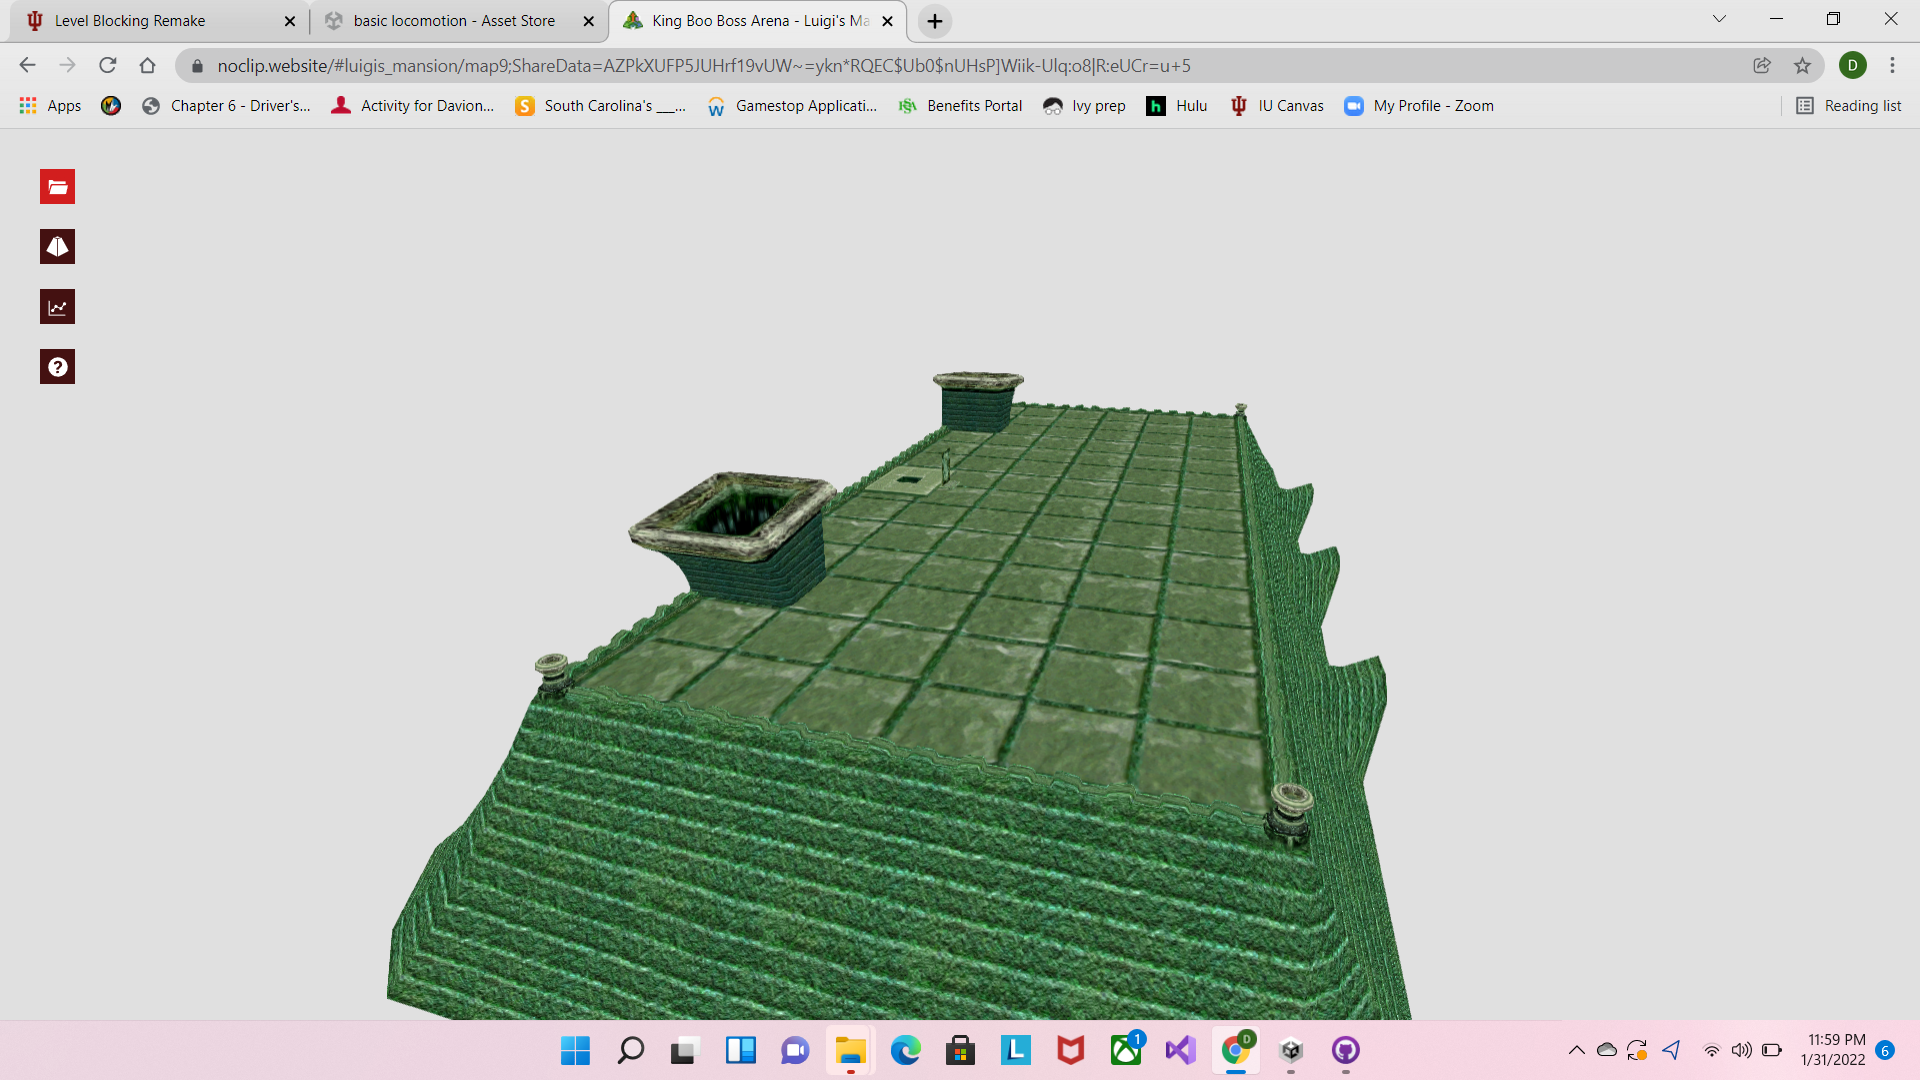 Level Blocking Remake
basic locomotion - Asset Store
King Boo Boss Arena - Luigi's Ma
noclip.website/#luigis_mansion/map9;ShareData=AZPkXUFP5JUHrf19vUW~=ykn*RQEC$Ub0$nUHsP]Wiik-Ulq:o8|R:eUCr=u+5
D
Apps
Chapter 6 - Driver's...
Activity for Davion...
S
South Carolina's ___...
Gamestop Applicati...
Benefits Portal
Ivy prep
h
Hulu
IU Canvas
My Profile - Zoom
Reading list
?
L
1
D
11:59 PM
1/31/2022
6